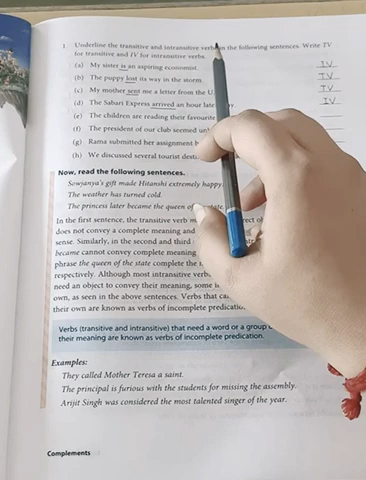 1. Underline the transitive and intransitive verbs in the following sentences. Write TV
for transitive and IV for intransitive verbs.
(a) My sister is an aspiring economist. IV
(b) The puppy lost its way in the storm. TV
(c) My mother sent me a letter from the U. TV
(d) The Sabari Express arrived an hour late IV
(e) The children are reading their favourite
(f) The president of our club seemed
(g) Rama submitted her assignment
(h) We discussed several tourist
Now, read the following sentences.
Sowjanya's gift made Hitanshi extremely happy.
The weather has turned cold.
The princess later became the queen
In the first sentence, the transitive verb
does not convey a complete meaning and
sense. Similarly, in the second and third
became cannot convey complete meaning
phrase the queen of the state complete the
respectively. Although most intransitive
need an object to convey their meaning, some
own, as seen in the above sentences. Verbs that
their own are known as verbs of incomplete
Verbs (transitive and intransitive) that need a word or a group
their meaning are known as verbs of incomplete predication.
Examples:
They called Mother Teresa a saint.
The principal is furious with the students for missing the assembly.
Arijit Singh was considered the most talented singer of the year.
Complements